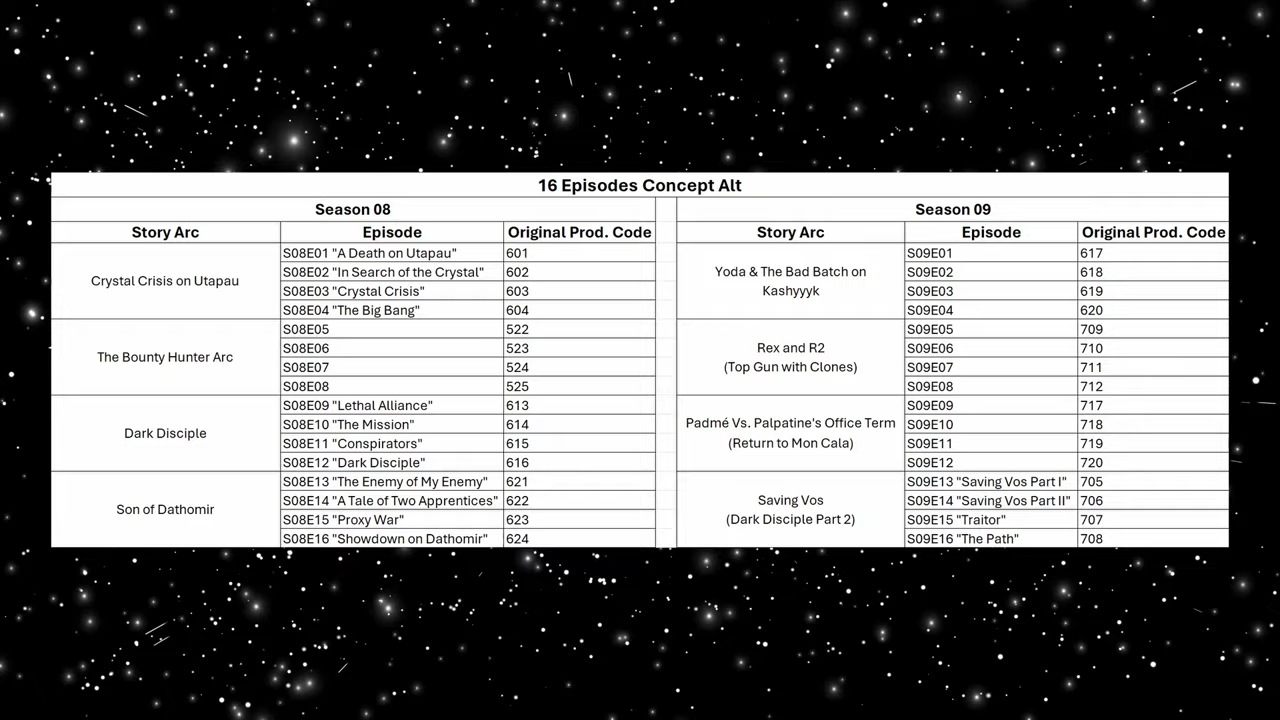 16 Episodes Concept Alt
Season 08
Story Arc Episode Original Prod. Code
Crystal Crisis on Utapau
S08E01 "A Death on Utapau" 601
S08E02 "In Search of the Crystal" 602
S08E03 "Crystal Crisis" 603
S08E04 "The Big Bang" 604
The Bounty Hunter Arc
S08E05 522
S08E06 523
S08E07 524
S08E08 525
Dark Disciple
S08E09 "Lethal Alliance" 613
S08E10 "The Mission" 614
S08E11 "Conspirators" 615
S08E12 "Dark Disciple" 616
Son of Dathomir
S08E13 "The Enemy of My Enemy" 621
S08E14 "A Tale of Two Apprentices" 622
S08E15 "Proxy War" 623
S08E16 "Showdown on Dathomir" 624
Season 09
Story Arc Episode Original Prod. Code
Yoda & The Bad Batch on
Kashyyyk
S09E01 617
S09E02 618
S09E03 619
S09E04 620
Rex and R2
(Top Gun with Clones)
S09E05 709
S09E06 710
S09E07 711
S09E08 712
Padmé Vs. Palpatine's Office Term
(Return to Mon Cala)
S09E09 717
S09E10 718
S09E11 719
S09E12 720
Saving Vos
(Dark Disciple Part 2)
S09E13 "Saving Vos Part I" 705
S09E14 "Saving Vos Part II" 706
S09E15 "Traitor" 707
S09E16 "The Path" 708